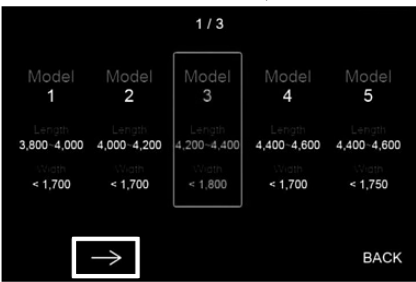 1 / 3
Model Model Model Model Model
1 2 3 4 5
Length Length Length Length Length
3,800~4,000 4,000~4,200 4,200~4,400 4,400~4,600 4,400~4,600
Width Width Width Width Width
< 1,700 < 1,700 < 1,800 < 1,700 < 1,750
BACK